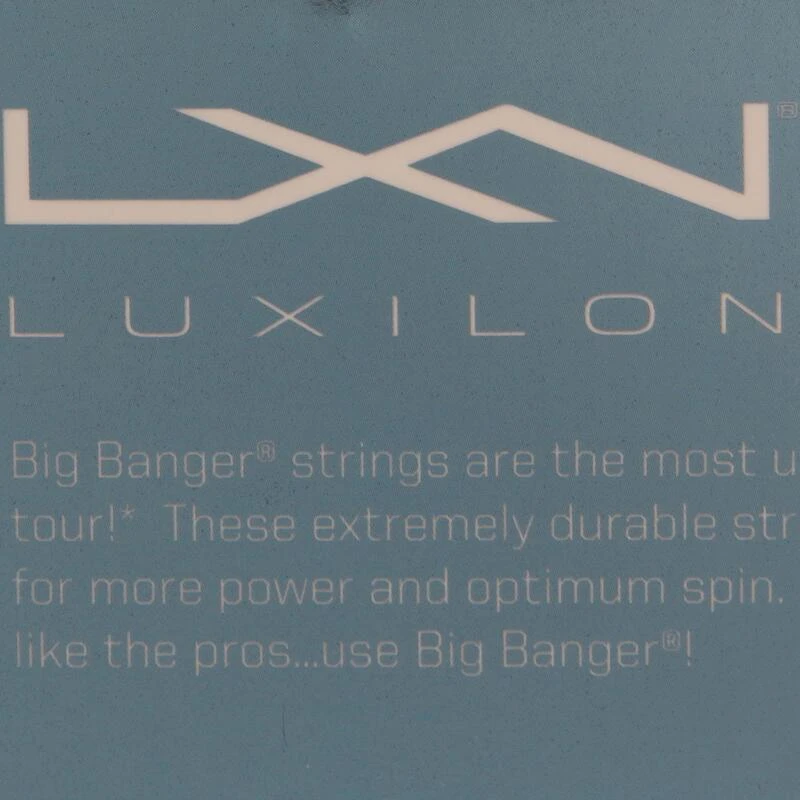 LXN®
LUXILON
Big Banger® strings are the most
tour!* These extremely durable
for more power and optimum spin.
like the pros...use Big Banger®!